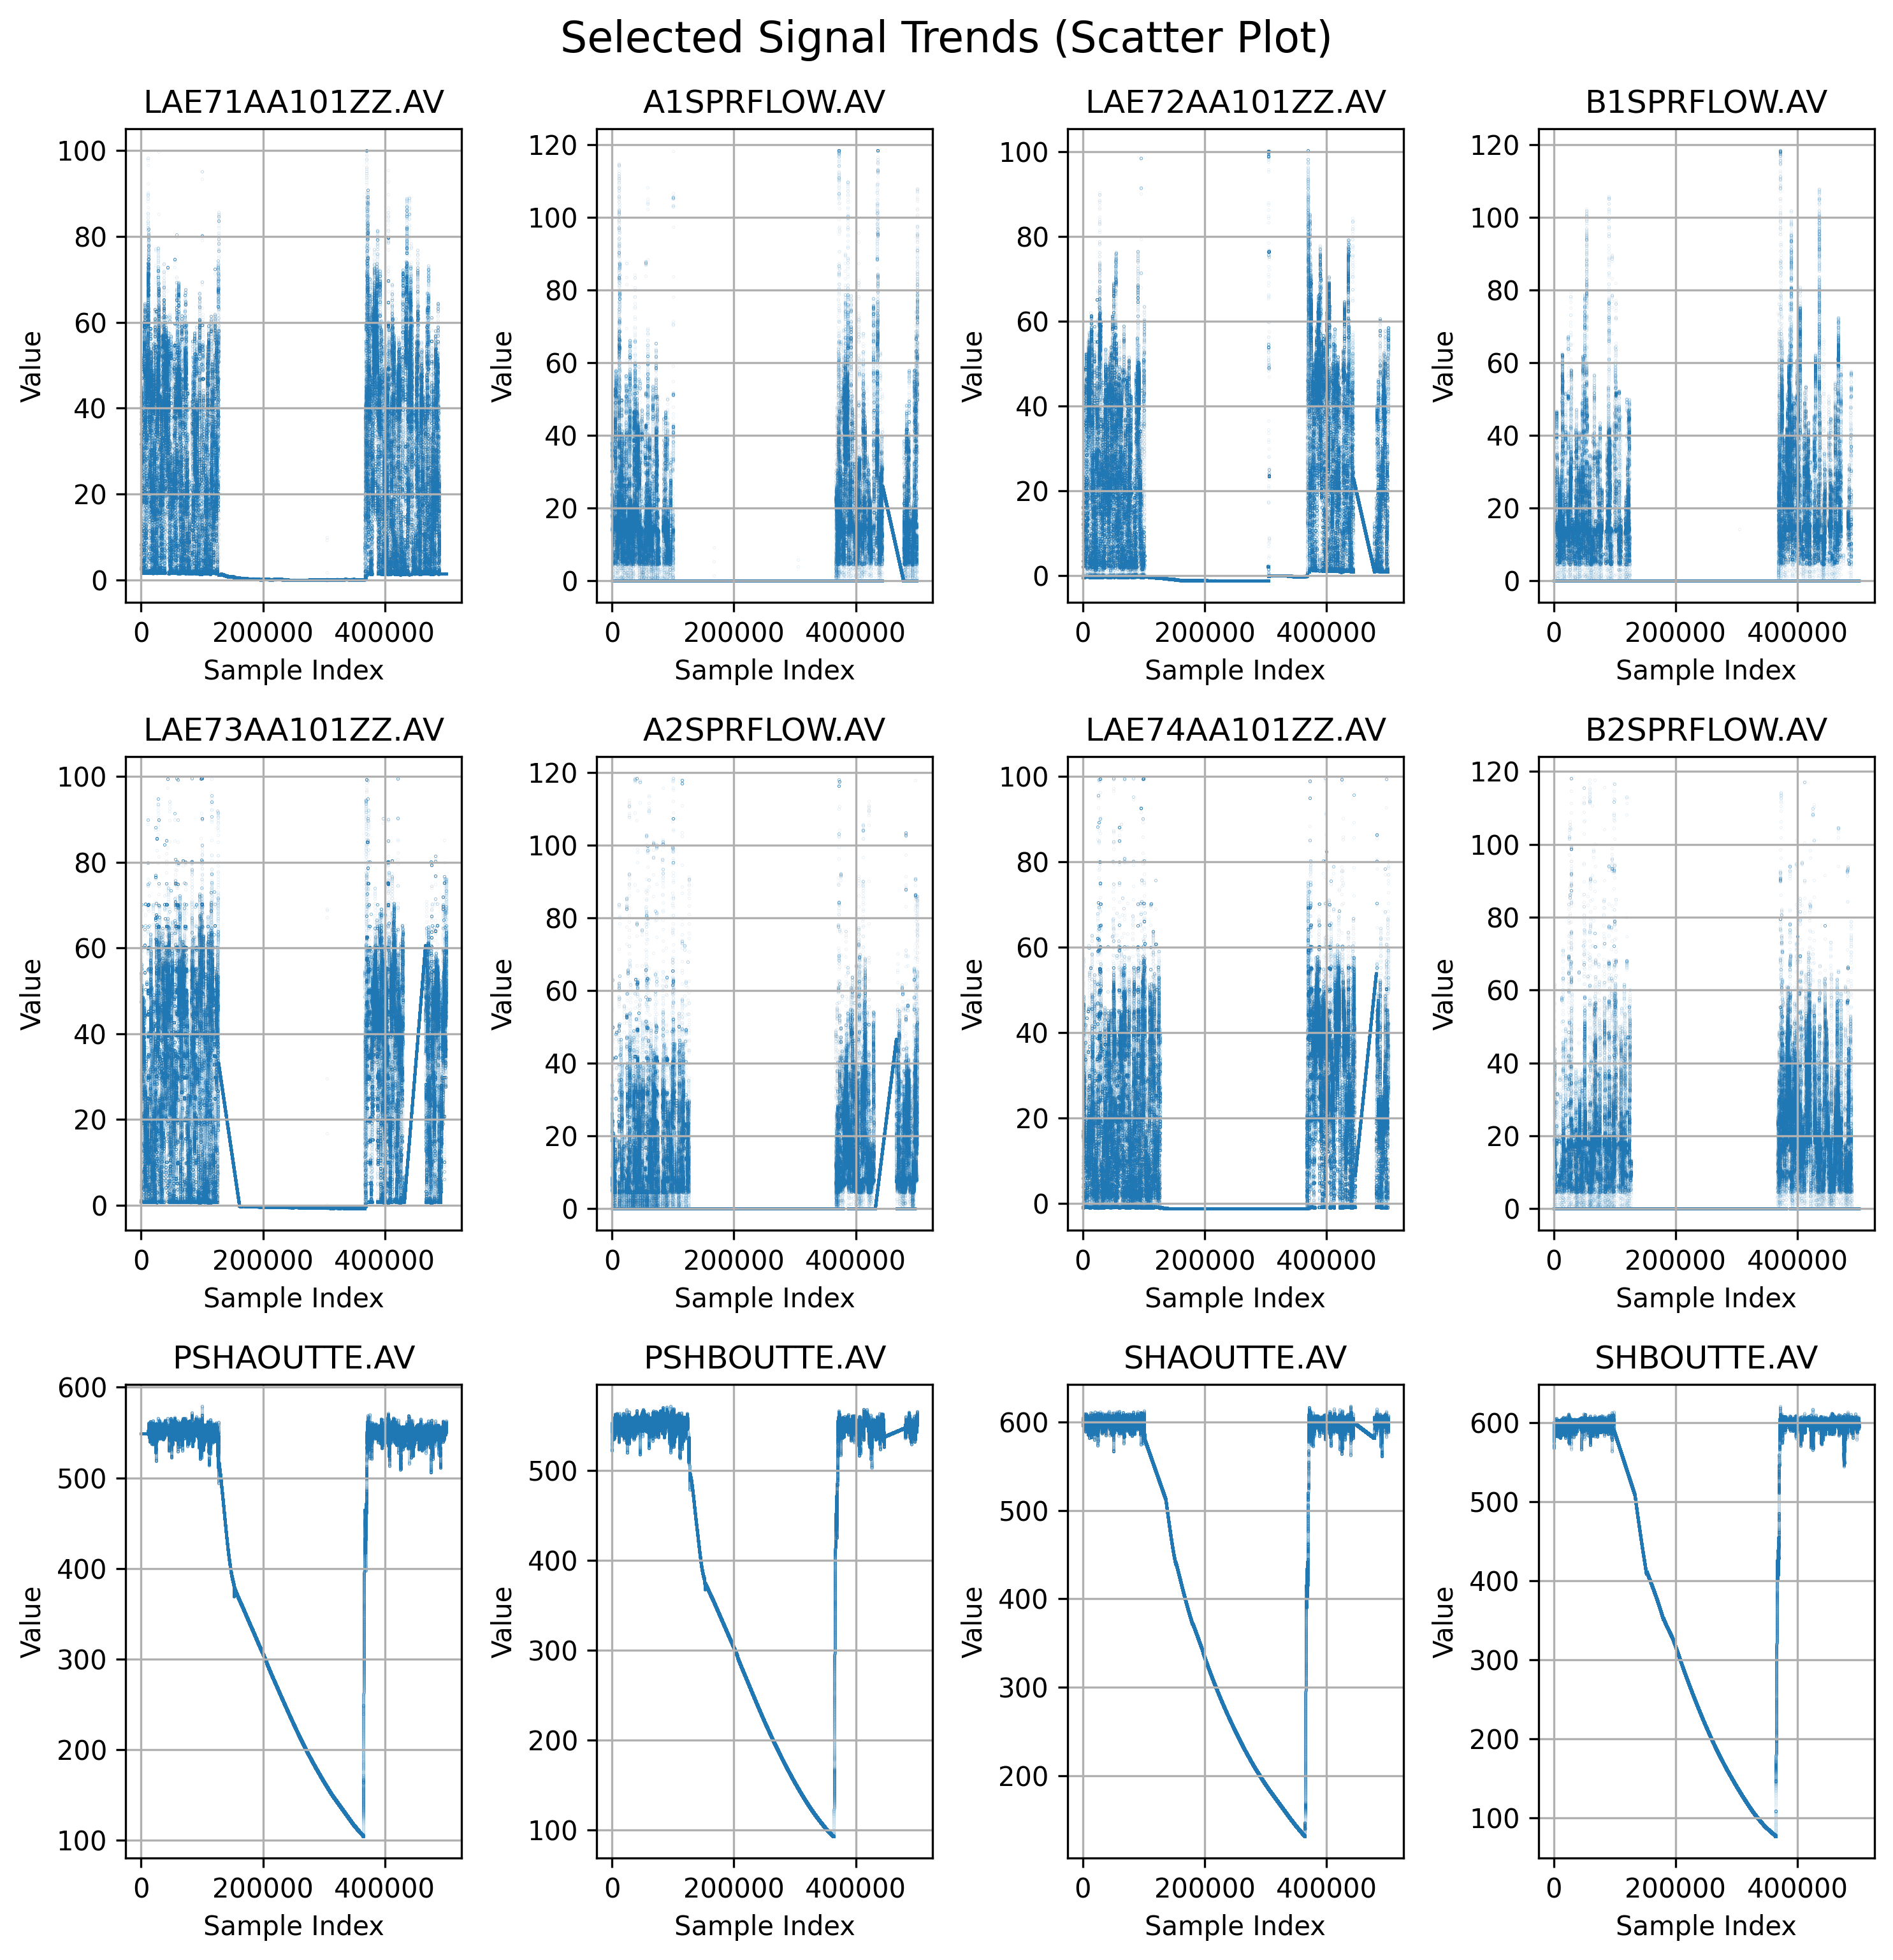 Selected Signal Trends (Scatter Plot)
LAE71AA101ZZ.AV
Value
100
80
60
40
20
0
0 200000 400000
Sample Index
A1SPRFLOW.AV
Value
120
100
80
60
40
20
0
0 200000 400000
Sample Index
LAE72AA101ZZ.AV
Value
100
80
60
40
20
0
0 200000 400000
Sample Index
B1SPRFLOW.AV
Value
120
100
80
60
40
20
0
0 200000 400000
Sample Index
LAE73AA101ZZ.AV
Value
100
80
60
40
20
0
0 200000 400000
Sample Index
A2SPRFLOW.AV
Value
120
100
80
60
40
20
0
0 200000 400000
Sample Index
LAE74AA101ZZ.AV
Value
100
80
60
40
20
0
0 200000 400000
Sample Index
B2SPRFLOW.AV
Value
120
100
80
60
40
20
0
0 200000 400000
Sample Index
PSHAOUTTE.AV
Value
600
500
400
300
200
100
0 200000 400000
Sample Index
PSHBOUTTE.AV
Value
500
400
300
200
100
0 200000 400000
Sample Index
SHAOUTTE.AV
Value
600
500
400
300
200
0 200000 400000
Sample Index
SHBOUTTE.AV
Value
600
500
400
300
200
100
0 200000 400000
Sample Index